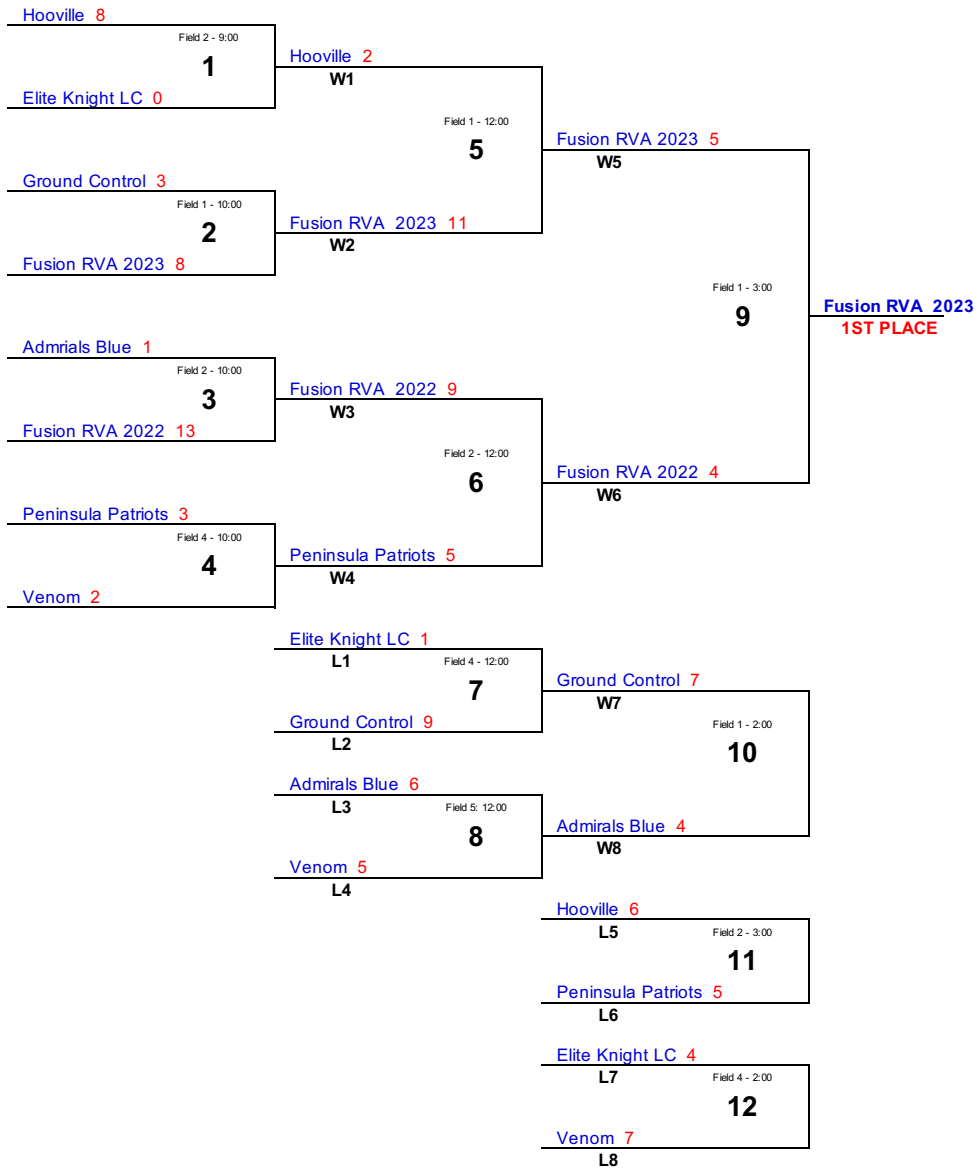 Hooville 8
Field 2 - 9:00
1
Hooville 2
W1
Elite Knight LC 0
Field 1 - 12:00
5
Fusion RVA 2023 5
W5
Ground Control 3
Field 1 - 10:00
2
Fusion RVA 2023 11
W2
Fusion RVA 2023 8
Field 1 - 3:00
9
Fusion RVA 2023
1ST PLACE
Admrials Blue 1
Field 2 - 10:00
3
Fusion RVA 2022 9
W3
Fusion RVA 2022 13
Field 2 - 12:00
6
Fusion RVA 2022 4
W6
Peninsula Patriots 3
Field 4 - 10:00
4
Peninsula Patriots 5
W4
Venom 2
Elite Knight LC 1
L1
Field 4 - 12:00
7
Ground Control 7
W7
Ground Control 9
L2
Field 1 - 2:00
10
Admirals Blue 6
L3
Field 5: 12:00
8
Admirals Blue 4
W8
Venom 5
L4
Hooville 6
L5
Field 2 - 3:00
11
Peninsula Patriots 5
L6
Elite Knight LC 4
L7
Field 4 - 2:00
12
Venom 7
L8